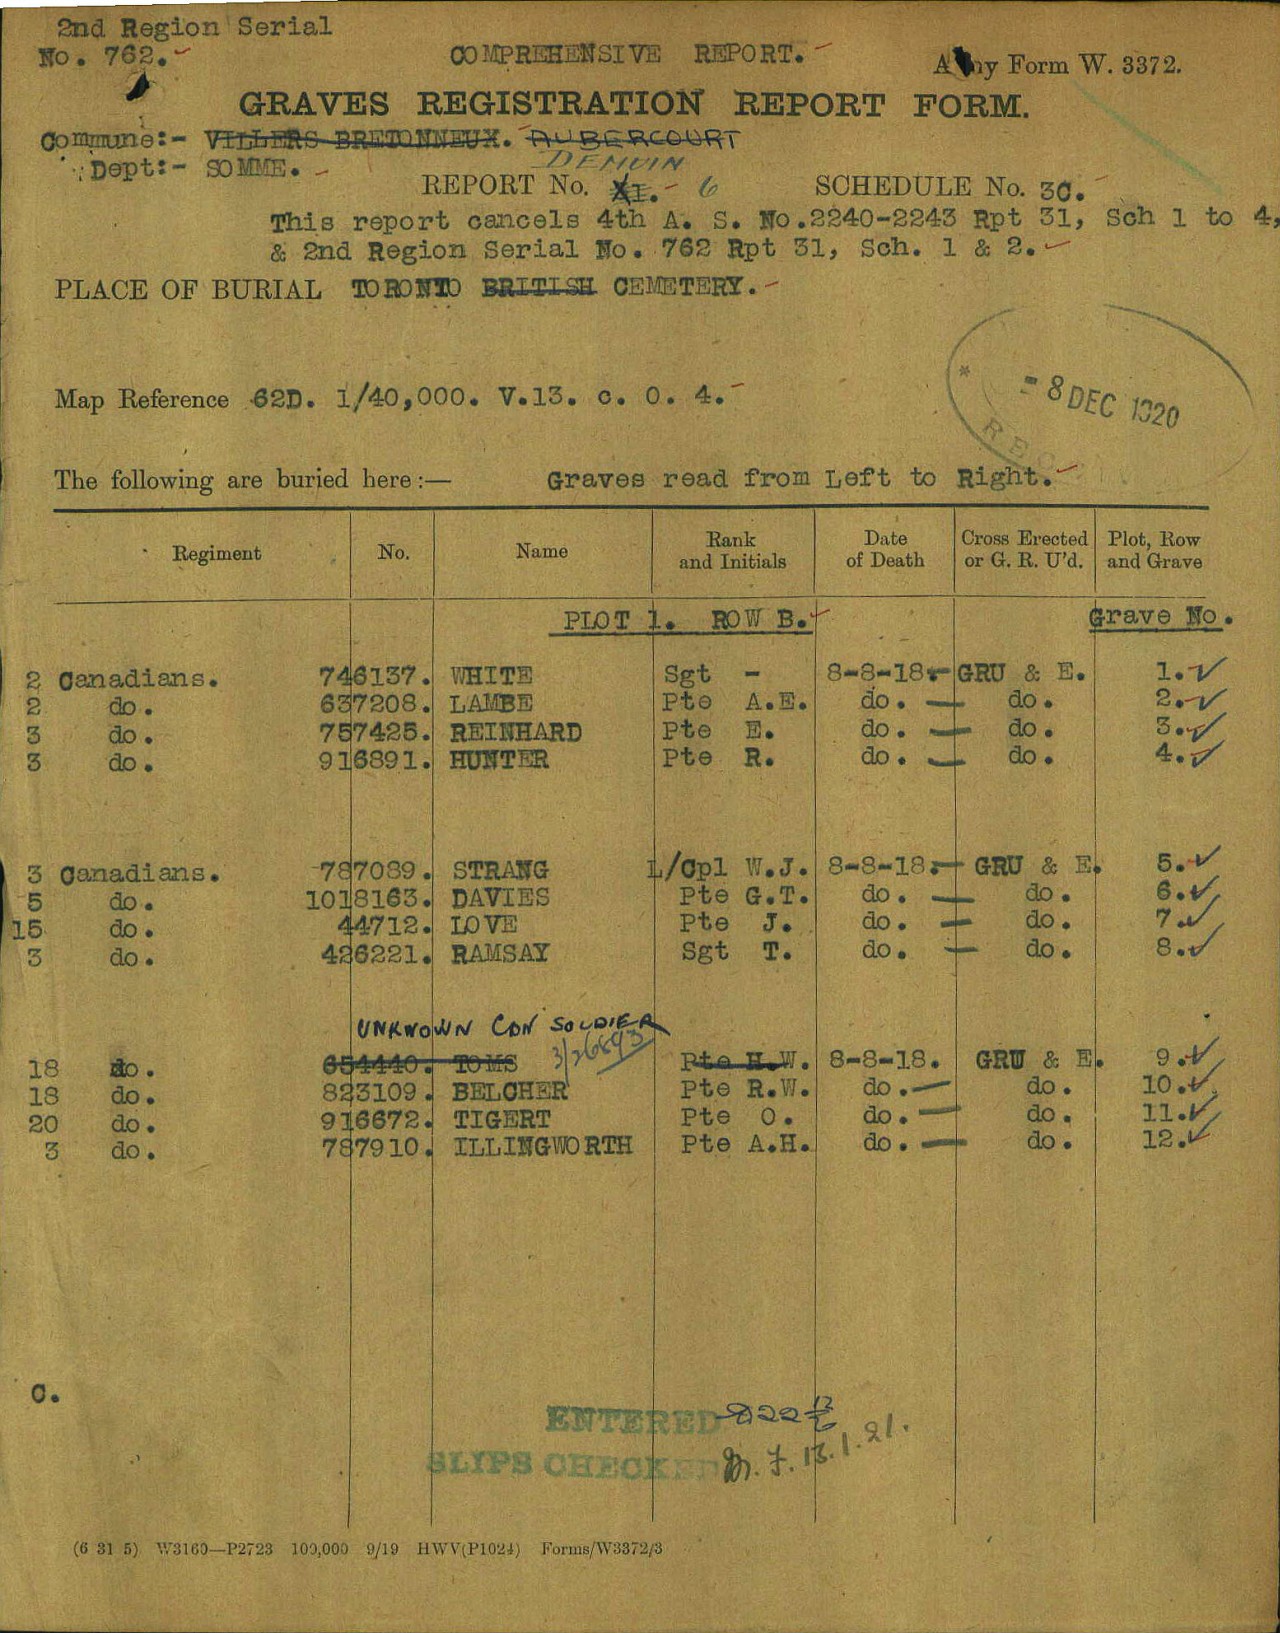 2nd Region Serial
No. 762.
COMPREHENSIVE REPORT.
Army Form W. 3372.
GRAVES REGISTRATION REPORT FORM.
Commune:- VILLERS BRETONNEUX. AUBERCOURT
DEMUIN
Dept:- SOMME.
REPORT No. XI. 6 SCHEDULE No. 30.
This report cancels 4th A. S. No.2240-2243 Rpt 31, Sch 1 to 4,
& 2nd Region Serial No. 762 Rpt 31, Sch. 1 & 2.
PLACE OF BURIAL TORONTO BRITISH CEMETERY.
Map Reference 62D. 1/40,000. V.13. c. 0. 4.
- 8 DEC 1920
The following are buried here:— Graves read from Left to Right.
Regiment No. Name Rank and Initials Date of Death Cross Erected or G. R. U'd. Plot, Row and Grave
PLOT 1. ROW B. Grave No.
2 Canadians. 746137. WHITE Sgt - 8-8-18. GRU & E. 1.
2 do. 637208. LAMBE Pte A.E. do. do. 2.
3 do. 757425. REINHARD Pte E. do. do. 3.
3 do. 916891. HUNTER Pte R. do. do. 4.
3 Canadians. 787089. STRANG L/Cpl W.J. 8-8-18. GRU & E. 5.
5 do. 1018163. DAVIES Pte G.T. do. do. 6.
15 do. 44712. LOVE Pte J. do. do. 7.
3 do. 426221. RAMSAY Sgt T. do. do. 8.
UNKNOWN CDN SOLDIER
3/26893
18 do. 654440. TOMS Pte H.W. 8-8-18. GRU & E. 9.
18 do. 823109. BELCHER Pte R.W. do. do. 10.
20 do. 916672. TIGERT Pte O. do. do. 11.
3 do. 787910. ILLINGWORTH Pte A.H. do. do. 12.
C.
ENTERED
SLIPS CHECKED 13.1.21.
(6 31 5) W3160—P2723 100,000 9/19 HWV(P1024) Forms/W3372/3